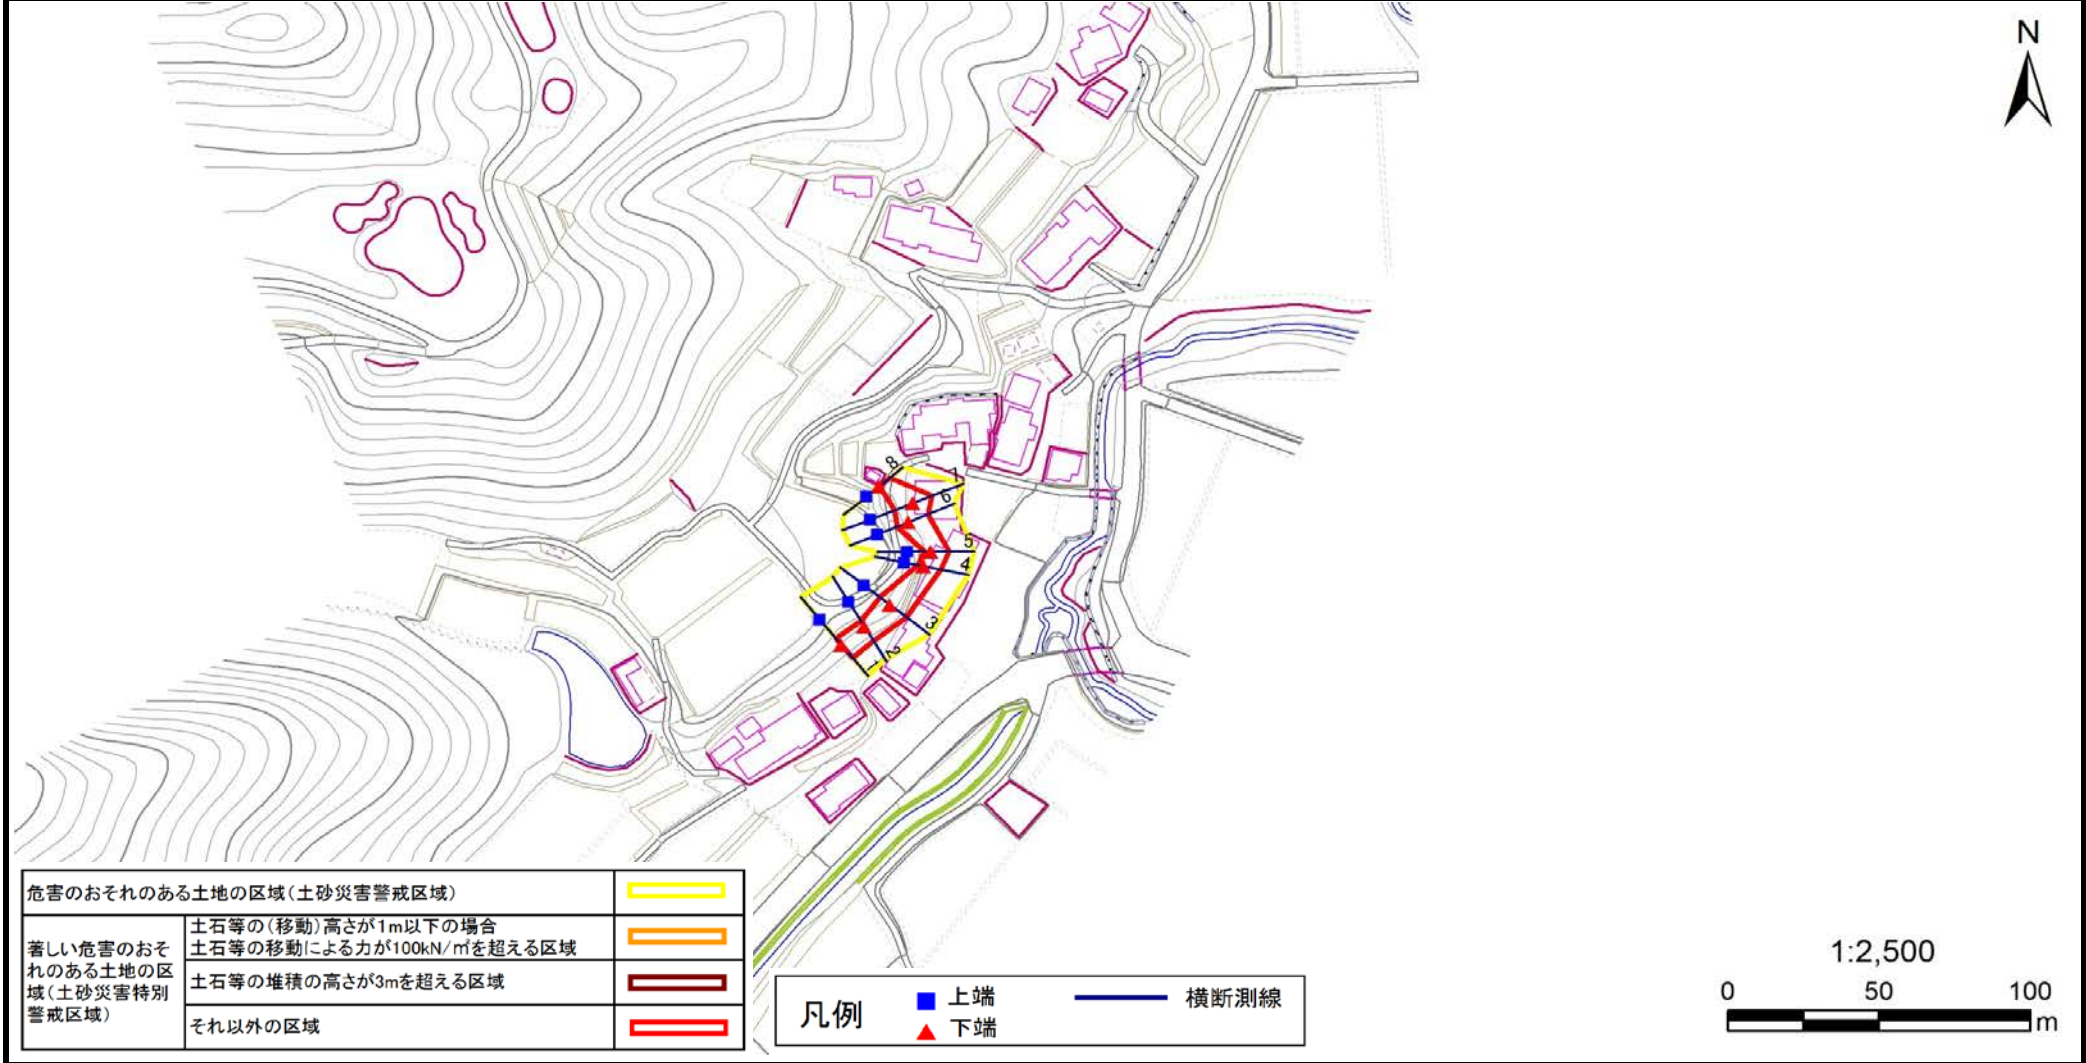 N
8
7
6
5
4
3
2
1
危害のおそれのある土地の区域(土砂災害警戒区域)
著しい危害のおそ
れのある土地の区
域(土砂災害特別
警戒区域)
土石等の(移動)高さが1m以下の場合
土石等の移動による力が100kN/㎡を超える区域
土石等の堆積の高さが3mを超える区域
それ以外の区域
凡例
上端
下端
横断測線
1:2,500
0 50 100
m